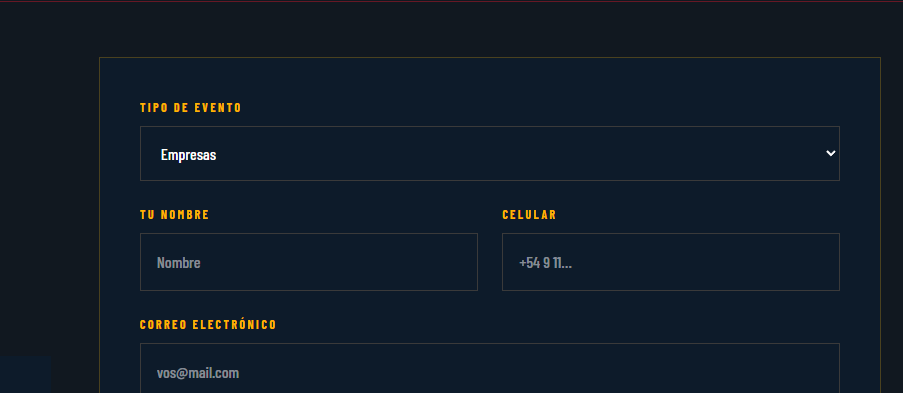 TIPO DE EVENTO
Empresas
TU NOMBRE
CELULAR
Nombre
+54 9 11...
CORREO ELECTRÓNICO
vos@mail.com